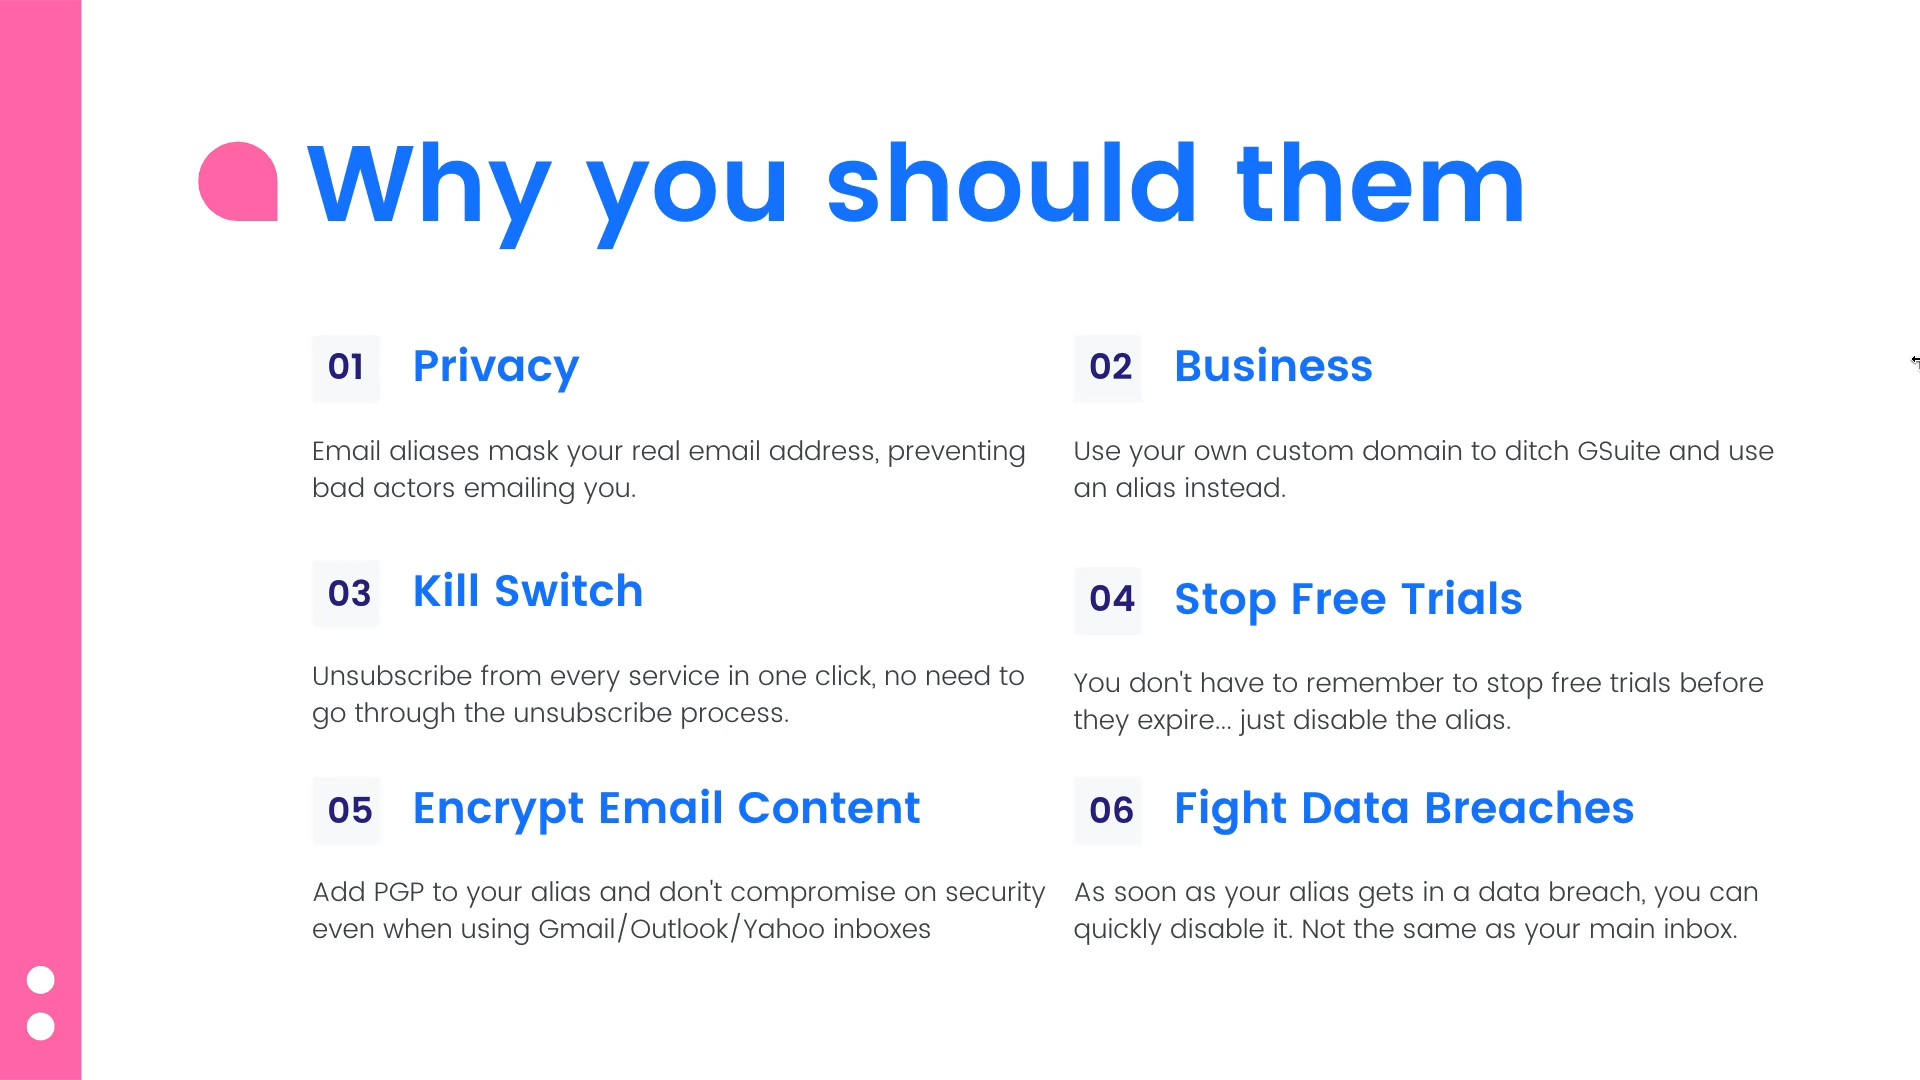 Why you should them
01 Privacy
Email aliases mask your real email address, preventing
bad actors emailing you.
02 Business
Use your own custom domain to ditch GSuite and use
an alias instead.
03 Kill Switch
Unsubscribe from every service in one click, no need to
go through the unsubscribe process.
04 Stop Free Trials
You don't have to remember to stop free trials before
they expire... just disable the alias.
05 Encrypt Email Content
Add PGP to your alias and don't compromise on security
even when using Gmail/Outlook/Yahoo inboxes
06 Fight Data Breaches
As soon as your alias gets in a data breach, you can
quickly disable it. Not the same as your main inbox.